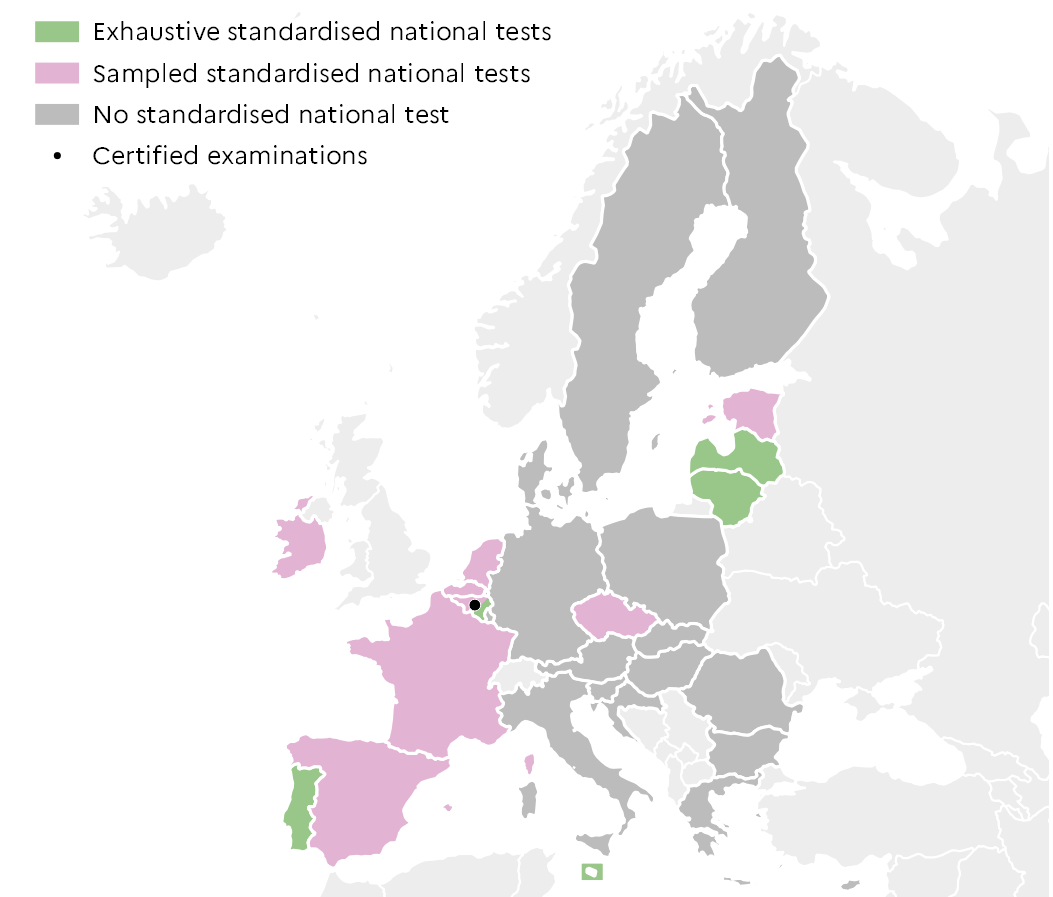 Exhaustive standardised national tests
Sampled standardised national tests
No standardised national test
Certified examinations